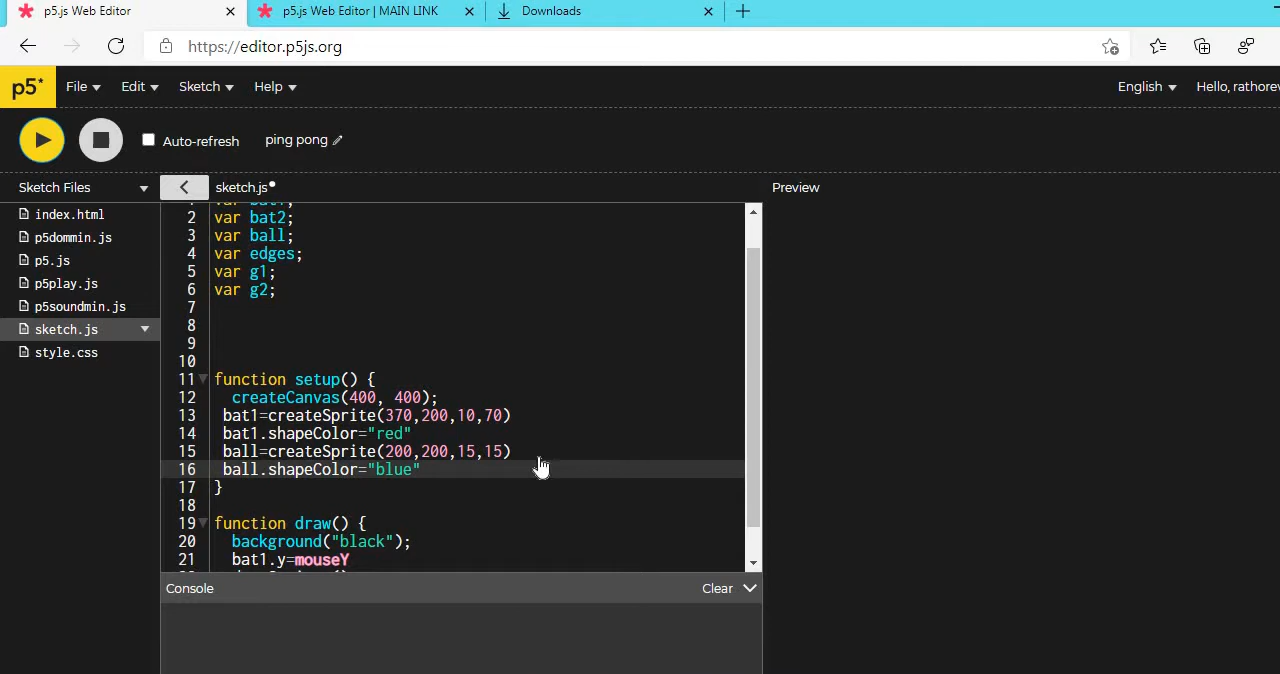 p5.js Web Editor
p5.js Web Editor | MAIN LINK
Downloads
https://editor.p5js.org
p5*
File
Edit
Sketch
Help
English
Hello,
Auto-refresh
ping pong
Sketch Files
sketch.js
Preview
index.html
p5dommin.js
p5.js
p5play.js
p5soundmin.js
sketch.js
style.css
2 var bat2;
3 var ball;
4 var edges;
5 var g1;
6 var g2;
7
8
9
10
11 function setup() {
12 createCanvas(400, 400);
13 bat1=createSprite(370,200,10,70)
14 bat1.shapeColor="red"
15 ball=createSprite(200,200,15,15)
16 ball.shapeColor="blue"
17 }
18
19 function draw() {
20 background("black");
21 bat1.y=mouseY
Console
Clear